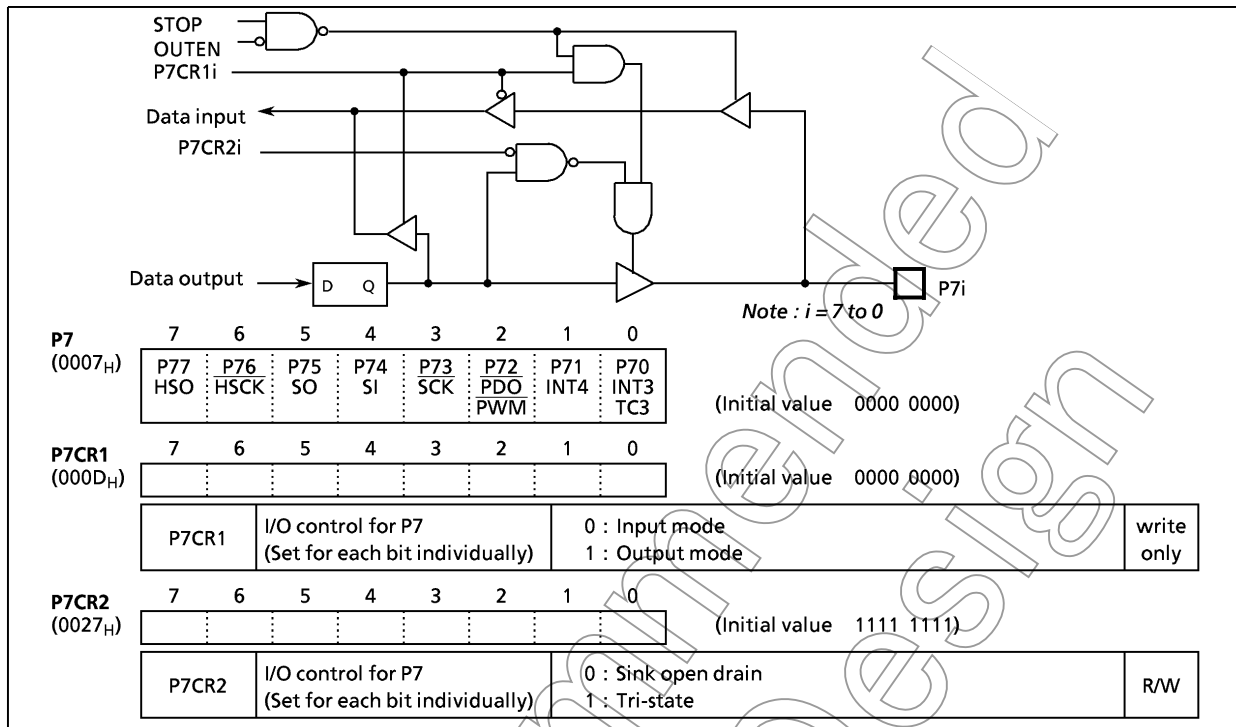 STOP
OUTEN
P7CR1i
Data input
P7CR2i
Data output
D Q
P7i
Note : i = 7 to 0
P7 7 6 5 4 3 2 1 0
(0007H)
P77 P76 P75 P74 P73 P72 P71 P70
HSO HSCK SO SI SCK PDO INT4 INT3
PWM TC3
(Initial value 0000 0000)
P7CR1 7 6 5 4 3 2 1 0
(000DH)
(Initial value 0000 0000)
P7CR1 I/O control for P7 0 : Input mode write
(Set for each bit individually) 1 : Output mode only
P7CR2 7 6 5 4 3 2 1 0
(0027H)
(Initial value 1111 1111)
P7CR2 I/O control for P7 0 : Sink open drain R/W
(Set for each bit individually) 1 : Tri-state